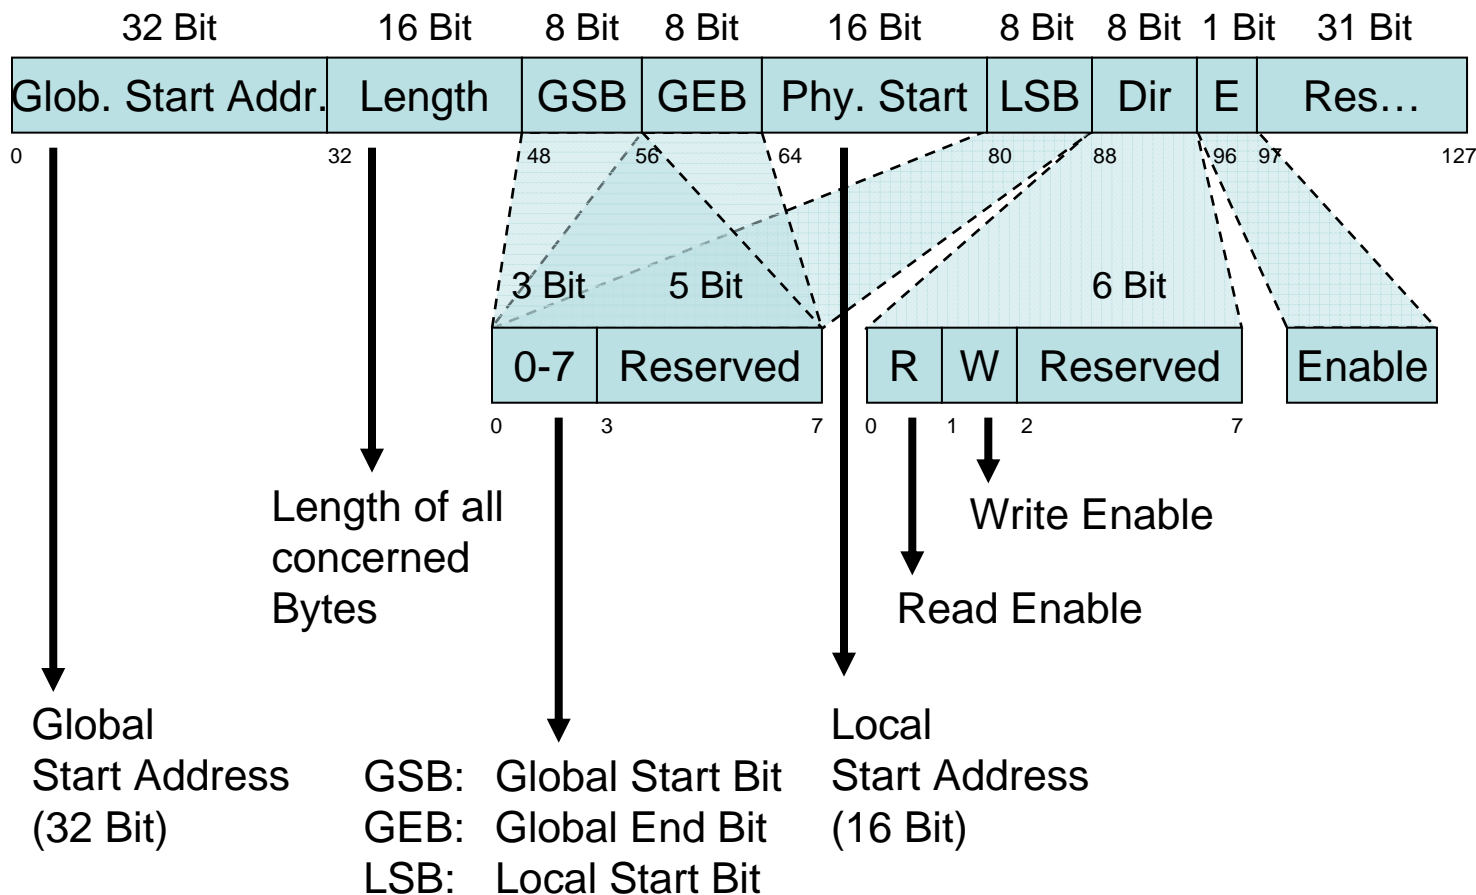 32 Bit 16 Bit 8 Bit 8 Bit 16 Bit 8 Bit 8 Bit 1 Bit 31 Bit
Glob. Start Addr. Length GSB GEB Phy. Start LSB Dir E Res…
0 32 48 56 64 80 88 96 97 127
3 Bit 5 Bit 6 Bit
0-7 Reserved R W Reserved Enable
0 3 7 0 1 2 7
Length of all
concerned
Bytes
Write Enable
Read Enable
Global
Start Address
(32 Bit)
GSB: Global Start Bit
GEB: Global End Bit
LSB: Local Start Bit
Local
Start Address
(16 Bit)